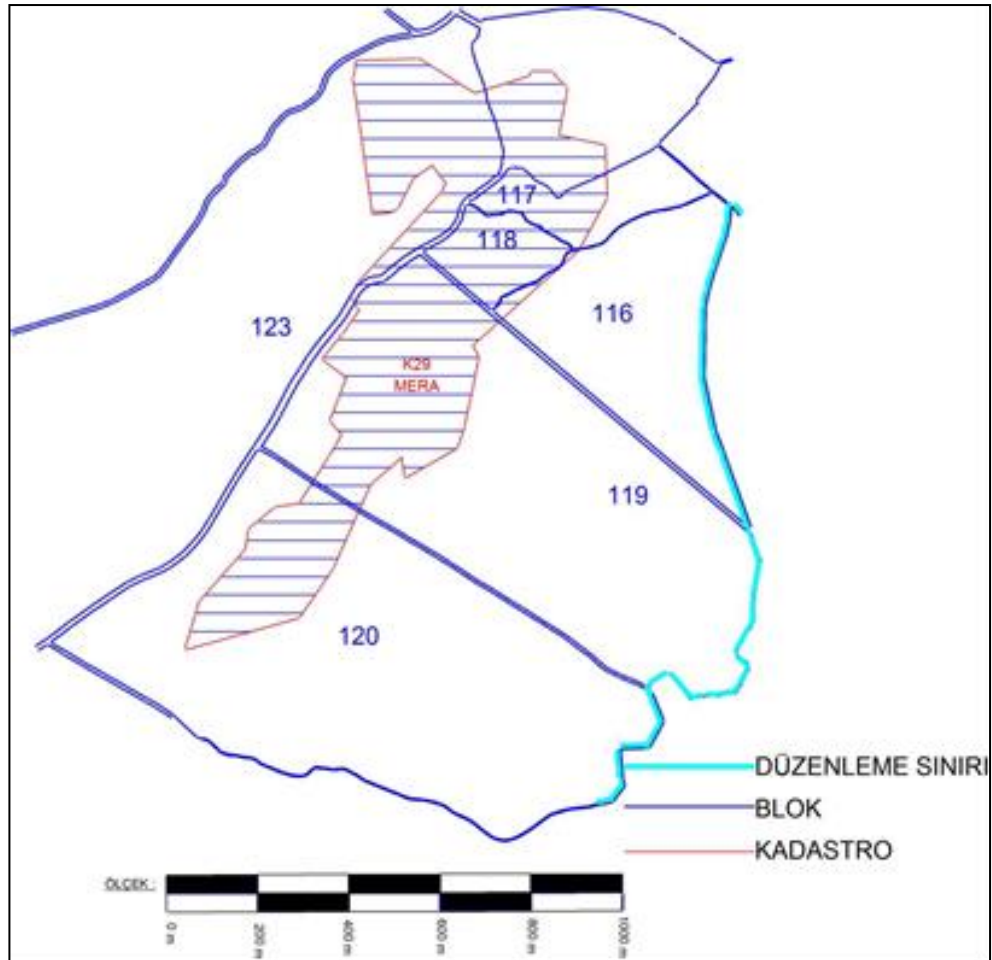 117
118
116
123
K29
MERA
119
120
DÜZENLEME SINIRI
BLOK
KADASTRO
ÖLÇEK :
0 m
200 m
400 m
600 m
800 m
1000 m